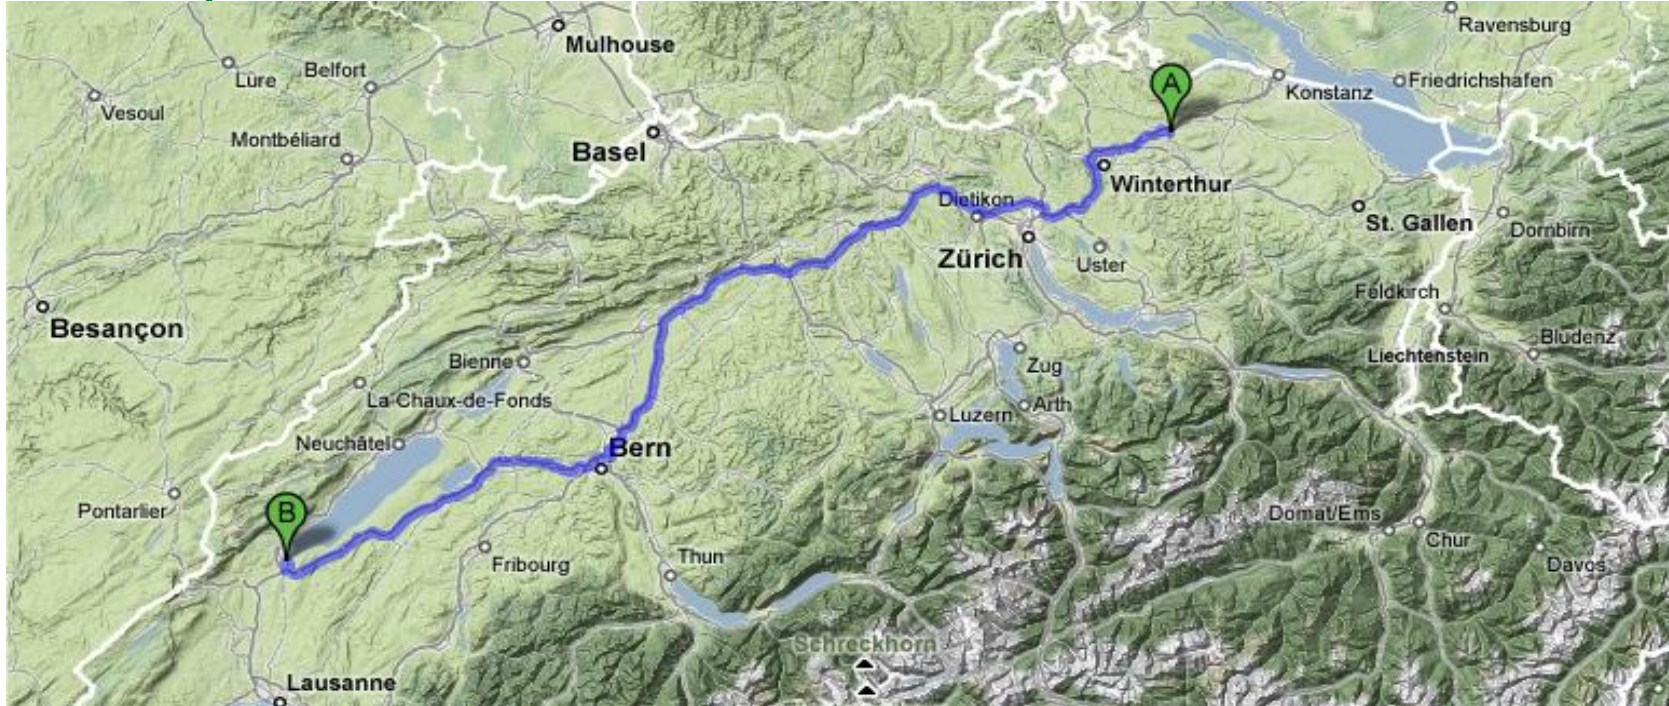 Mulhouse
Ravensburg
Lure
Belfort
A
Friedrichshafen
Vesoul
Konstanz
Montbéliard
Basel
Winterthur
Dietikon
St. Gallen
Dornbirn
Zürich
Uster
Feldkirch
Besançon
Bludenz
Liechtenstein
Bienne
Zug
La Chaux-de-Fonds
Luzern
Arth
Neuchâtel
Bern
Pontarlier
B
Domat/Ems
Chur
Fribourg
Thun
Davos
Schreckhorn
Lausanne